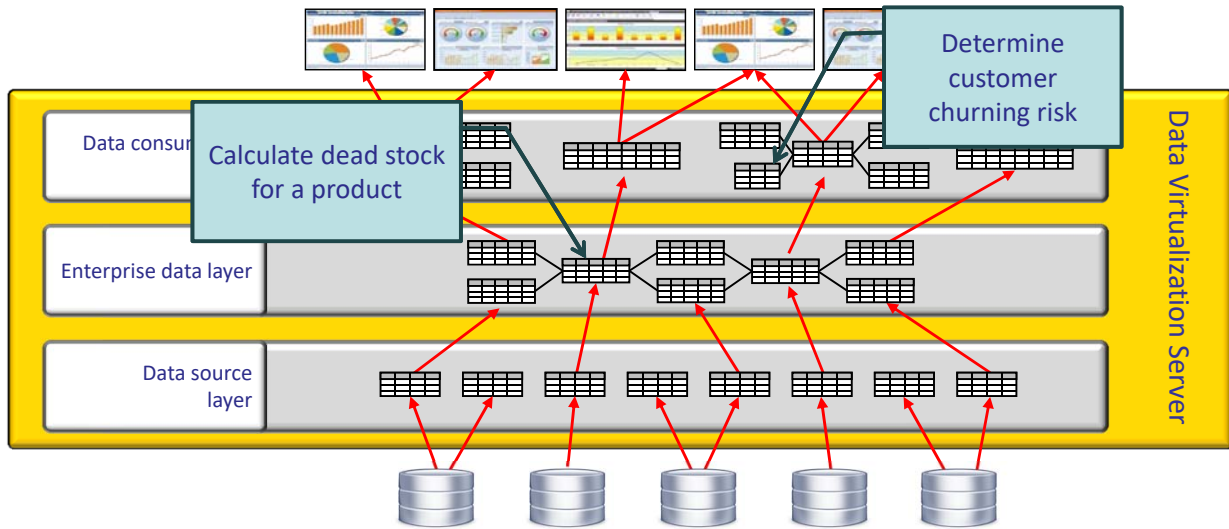 Determine
customer
churning risk
Data consu
Calculate dead stock
for a product
Enterprise data layer
Data source
layer
Data Virtualization Server